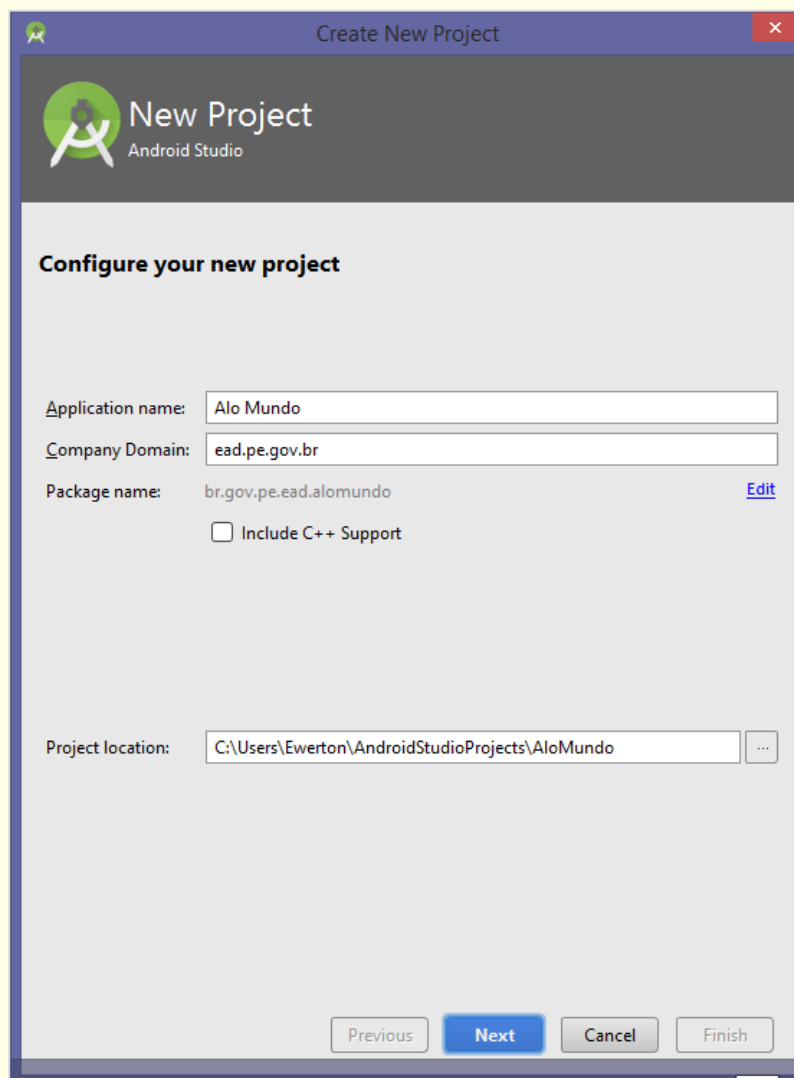 Create New Project
New Project
Android Studio
Configure your new project
Application name: Alo Mundo
Company Domain: ead.pe.gov.br
Package name: br.gov.pe.ead.alomundo Edit
Include C++ Support
Project location: C:\Users\Ewerton\AndroidStudioProjects\AloMundo ...
Previous Next Cancel Finish